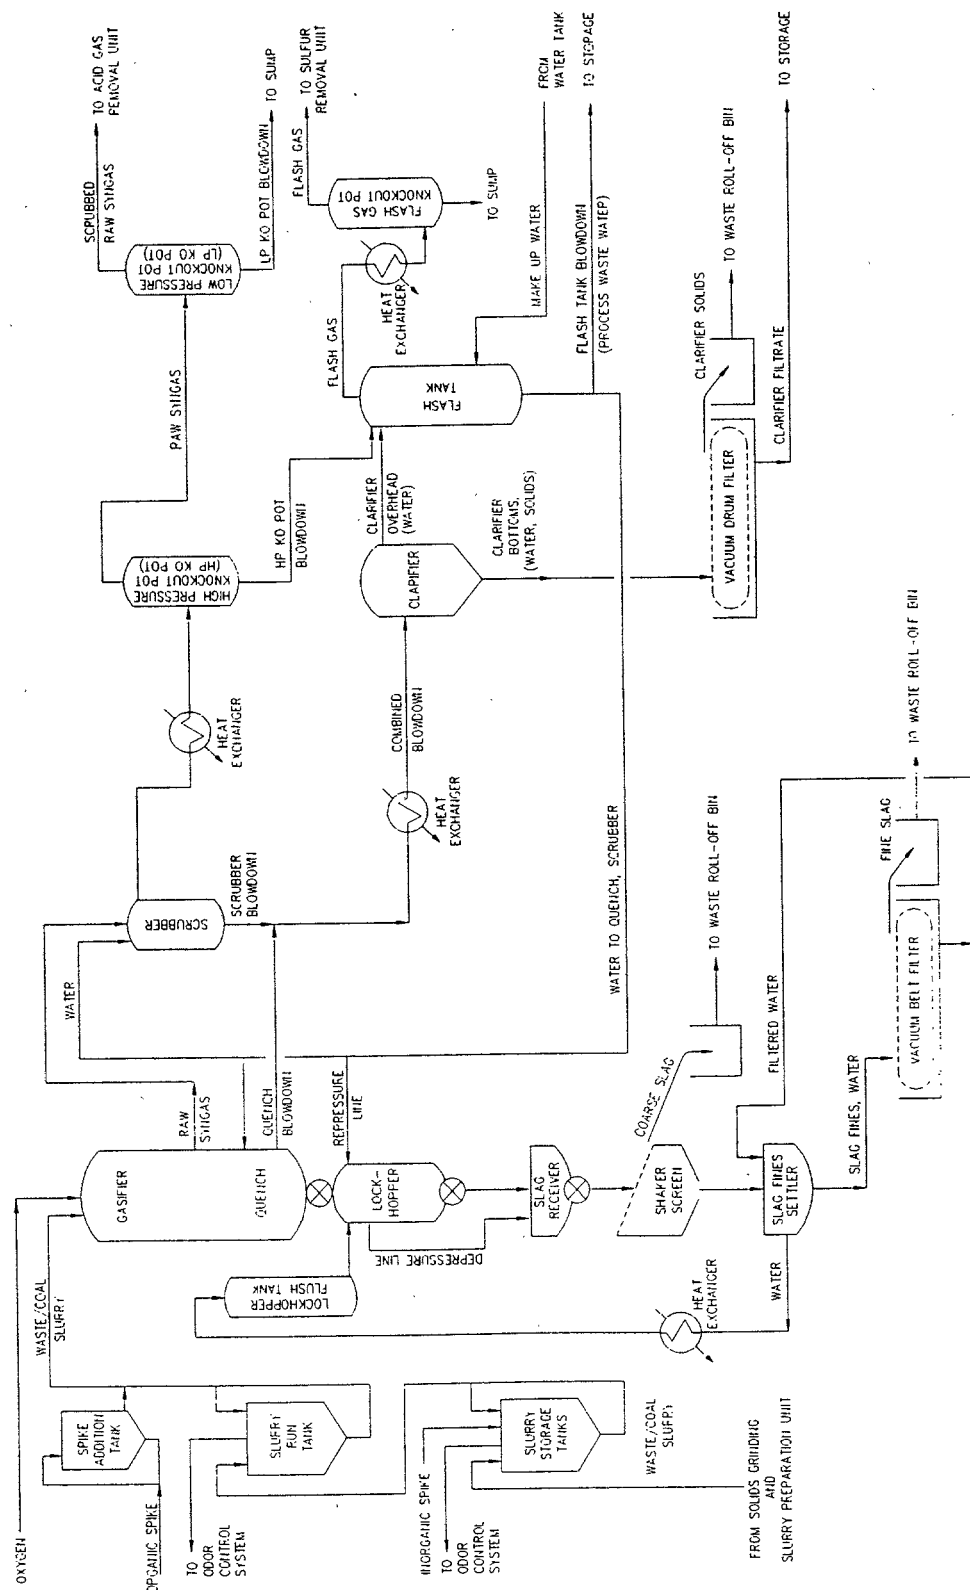 OXYGEN
WASTE/COAL
SLURRY
SPIKE
ADDITION
TANK
ORGANIC SPIKE
SLURRY
RUN
TANK
TO
ODOR
CONTROL
SYSTEM
INORGANIC SPIKE
TO
ODOR
CONTROL
SYSTEM
SLURRY
STORAGE
TANKS
WASTE/COAL
SLURRY
FROM SOLIDS GRINDING
AND
SLURRY PREPARATION UNIT
GASIFIER
QUENCH
RAW
SYNGAS
QUENCH
BLOWDOWN
WATER
REPRESSURE
LINE
LOCKHOPPER
FLUSH TANK
LOCK-
HOPPER
DEPRESSURE LINE
SLAG
RECEIVER
SHAKER
SCREEN
COARSE SLAG
TO WASTE ROLL-OFF BIN
SLAG FINES
SETTLER
WATER
HEAT
EXCHANGER
FILTERED WATER
SLAG FINES, WATER
VACUUM BELT FILTER
FINE SLAG
TO WASTE ROLL-OFF BIN
SCRUBBER
SCRUBBER
BLOWDOWN
HEAT
EXCHANGER
HEAT
EXCHANGER
COMBINED
BLOWDOWN
WATER TO QUENCH, SCRUBBER
HIGH PRESSURE
KNOCKOUT POT
(HP KO POT)
HP KO POT
BLOWDOWN
CLARIFIER
CLARIFIER
OVERHEAD
(WATER)
CLARIFIER
BOTTOMS,
(WATER, SOLIDS)
VACUUM DRUM FILTER
CLARIFIER SOLIDS
TO WASTE ROLL-OFF BIN
CLARIFIER FILTRATE
TO STORAGE
RAW SYNGAS
LOW PRESSURE
KNOCKOUT POT
(LP KO POT)
SCRUBBED
RAW SYNGAS
TO ACID GAS
REMOVAL UNIT
LP KO POT BLOWDOWN
TO SUMP
FLASH
TANK
FLASH GAS
HEAT
EXCHANGER
FLASH GAS
KNOCKOUT POT
FLASH GAS
TO SULFUR
REMOVAL UNIT
TO SUMP
MAKE UP WATER
FROM
WATER TANK
FLASH TANK BLOWDOWN
(PROCESS WASTE WATER)
TO STORAGE